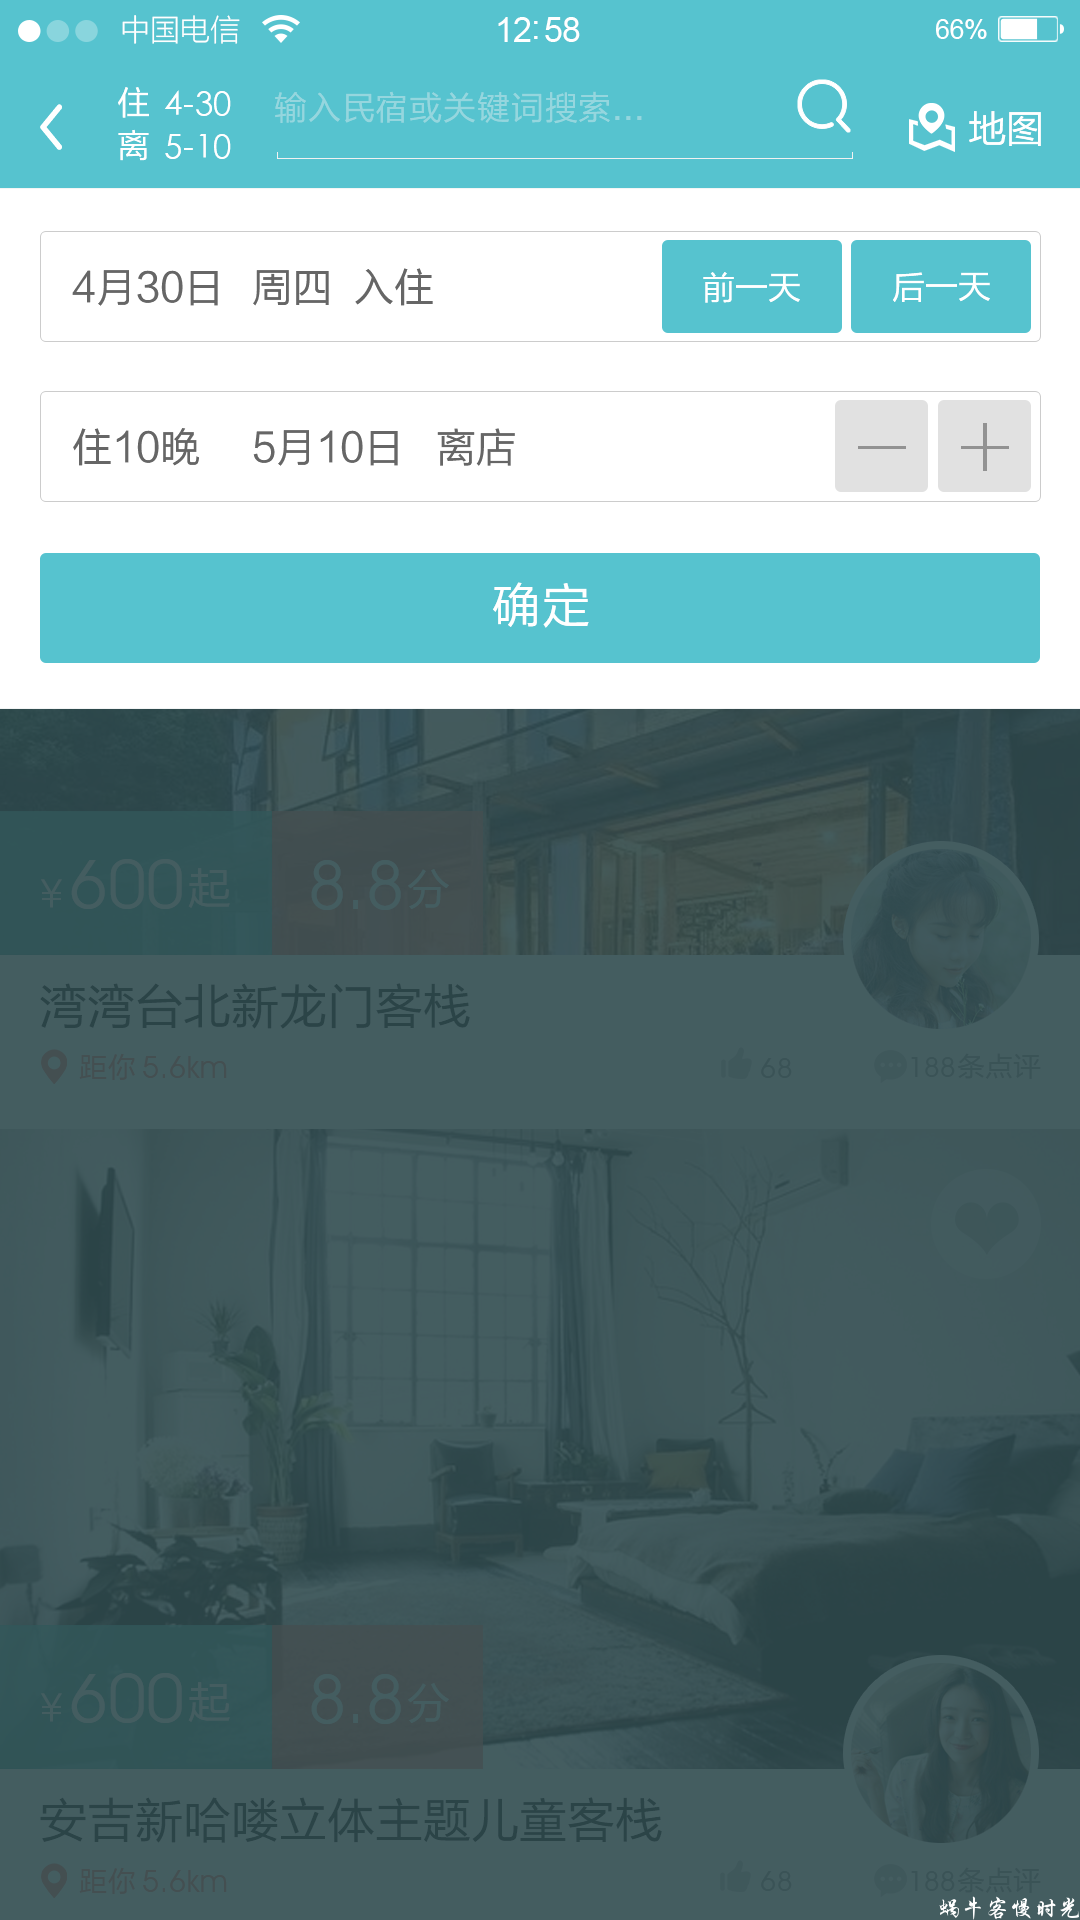 中国电信 12:58 66%
住 4-30 输入民宿或关键词搜索... 地图
离 5-10
4月30日 周四 入住 前一天 后一天
住10晚 5月10日 离店
确定
¥600起 8.8分
湾湾台北新龙门客栈
距你 5.6km 68 188条点评
¥600起 8.8分
安吉新哈喽立体主题儿童客栈
距你 5.6km 68 188条点评
蜗牛客慢时光